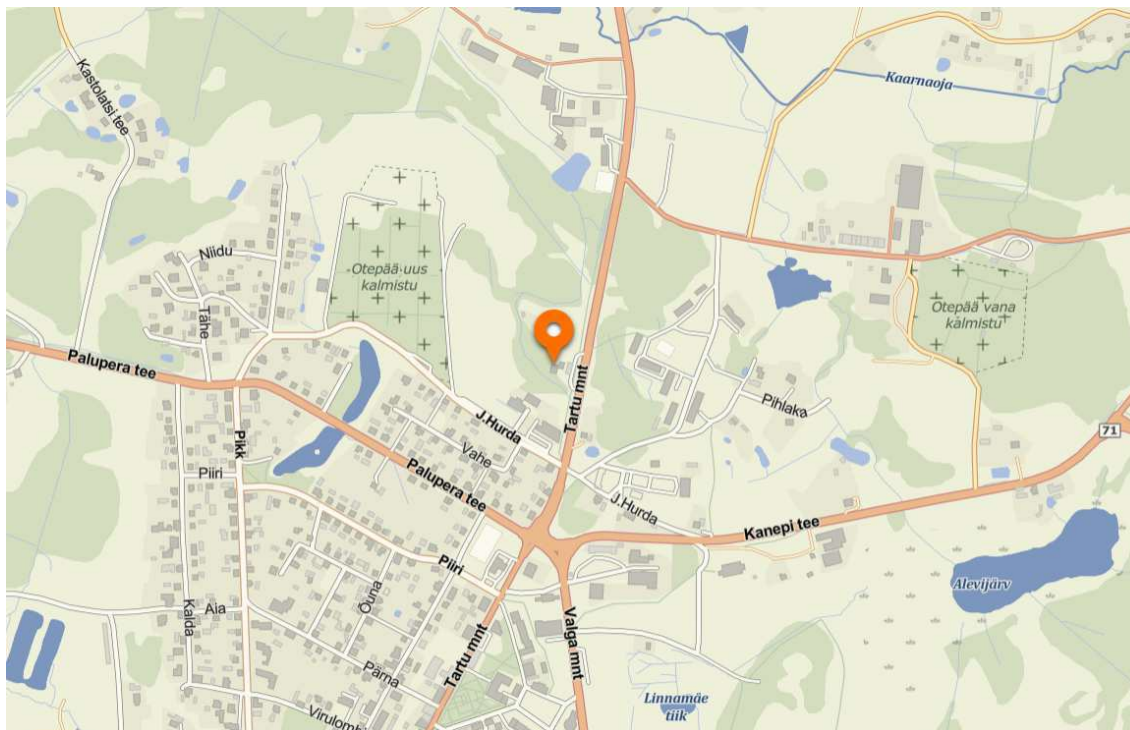 Kastolatsi tee
Kaarnaoja
Niidu
Otepää uus
kalmistu
Otepää vana
kalmistu
Tähe
Palupera tee
Tartu mnt
Pihlaka
J.Hurda
71
Pikk
Vahe
Piiri
Palupera tee
J.Hurda
Kanepi tee
Piiri
Alevijärv
Õuna
Aia
Kalda
Valga mnt
Tartu mnt
Pärna
Linnamäe
tiik